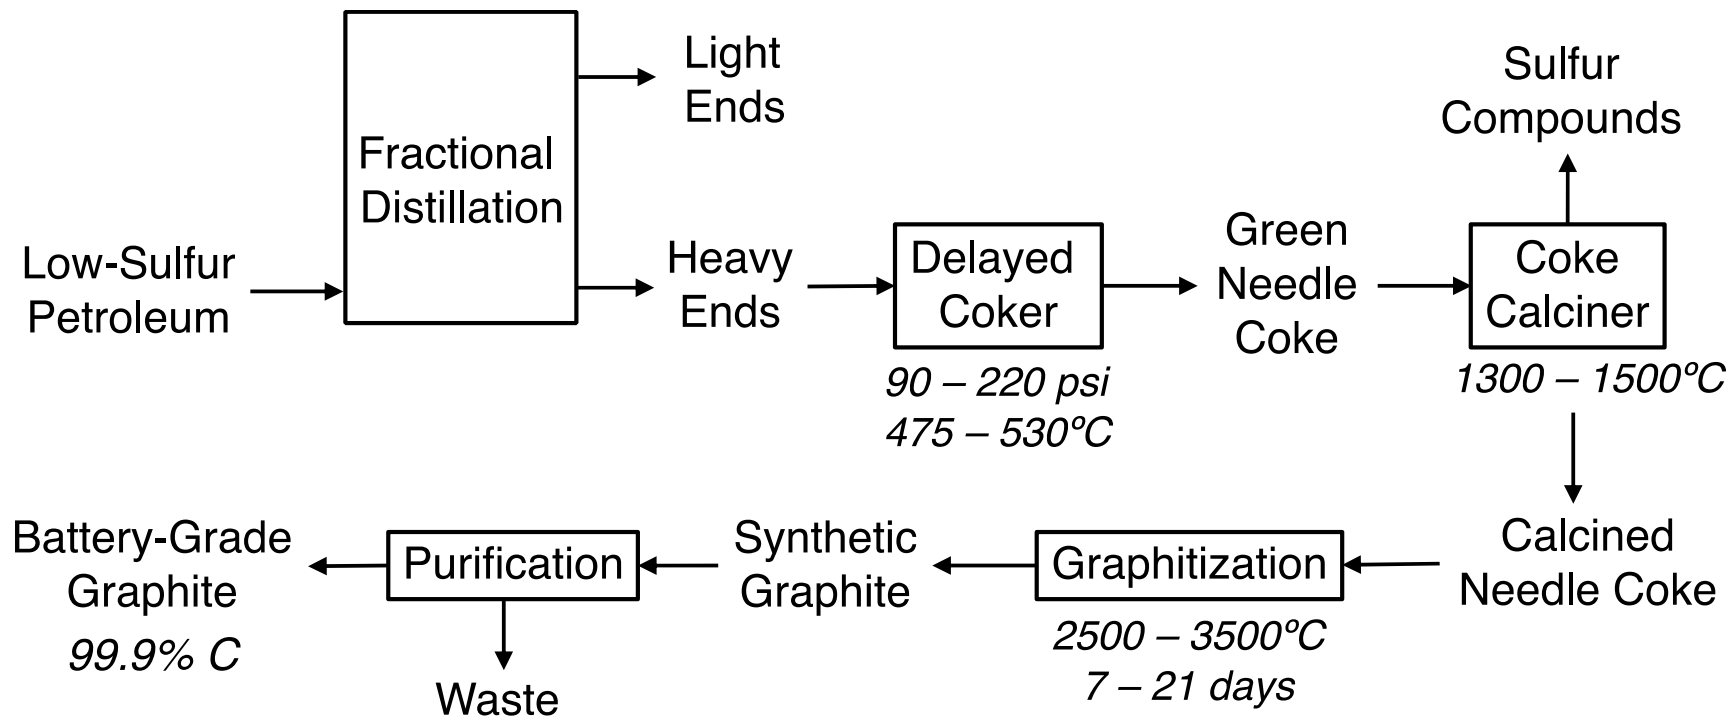 Light
Ends
Fractional
Distillation
Low-Sulfur
Petroleum
Heavy
Ends
Delayed
Coker
90 – 220 psi
475 – 530ºC
Green
Needle
Coke
Sulfur
Compounds
Coke
Calciner
1300 – 1500ºC
Calcined
Needle Coke
Graphitization
2500 – 3500ºC
7 – 21 days
Synthetic
Graphite
Purification
Waste
Battery-Grade
Graphite
99.9% C